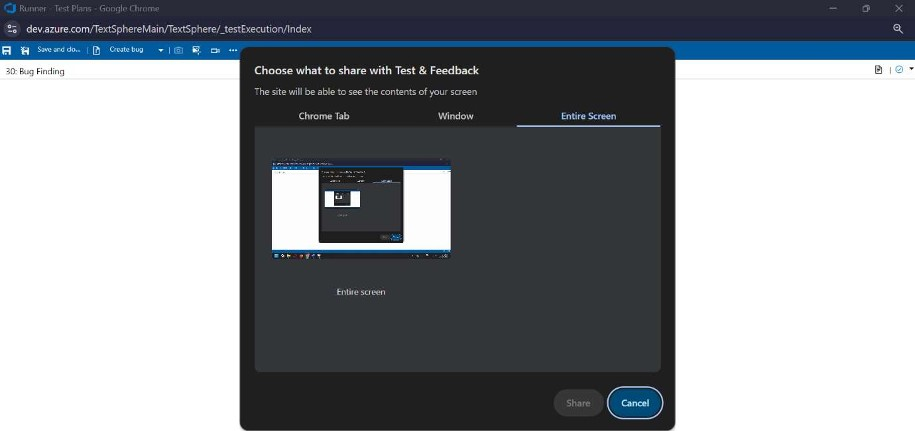 Runner - Test Plans - Google Chrome
dev.azure.com/TextSphereMain/TextSphere/_testExecution/Index
Save and clo... Create bug
30: Bug Finding
Choose what to share with Test & Feedback
The site will be able to see the contents of your screen
Chrome Tab Window Entire Screen
Entire screen
Share Cancel